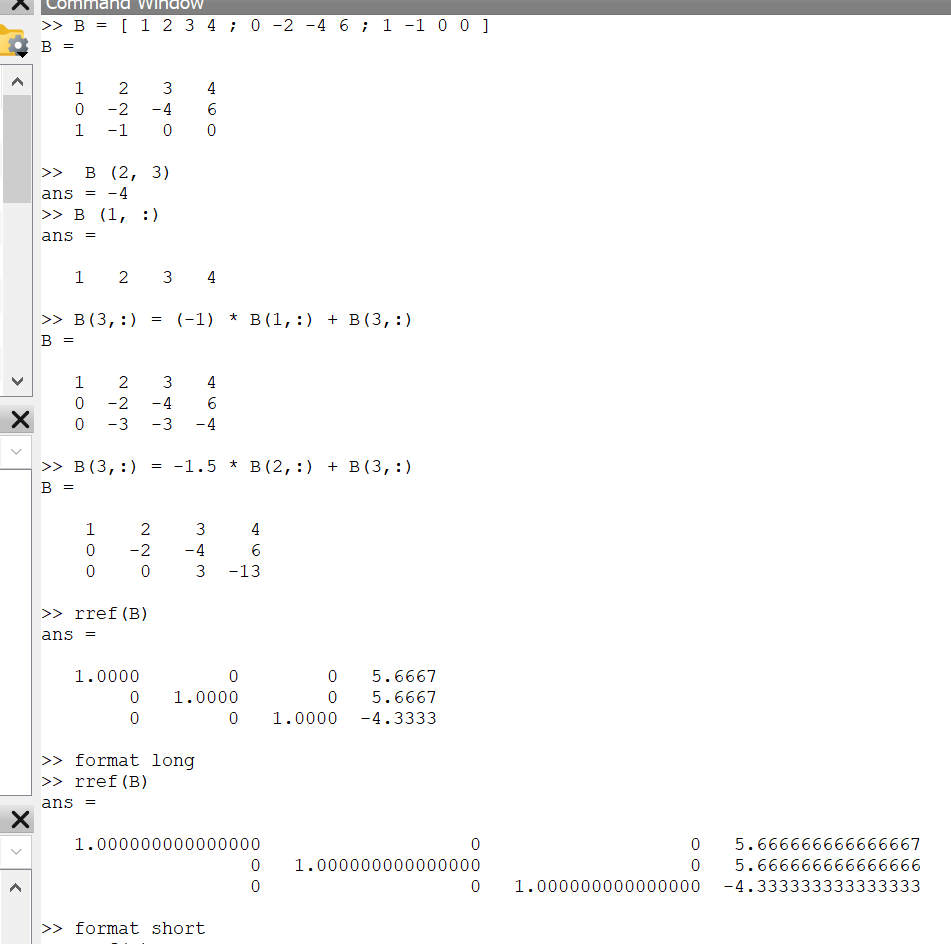 Command Window
>> B = [ 1 2 3 4 ; 0 -2 -4 6 ; 1 -1 0 0 ]
B =
1 2 3 4
0 -2 -4 6
1 -1 0 0
>> B (2, 3)
ans = -4
>> B (1, :)
ans =
1 2 3 4
>> B(3,:) = (-1) * B(1,:) + B(3,:)
B =
1 2 3 4
0 -2 -4 6
0 -3 -3 -4
>> B(3,:) = -1.5 * B(2,:) + B(3,:)
B =
1 2 3 4
0 -2 -4 6
0 0 3 -13
>> rref(B)
ans =
1.0000 0 0 5.6667
0 1.0000 0 5.6667
0 0 1.0000 -4.3333
>> format long
>> rref(B)
ans =
1.000000000000000 0 0 5.666666666666667
0 1.000000000000000 0 5.666666666666666
0 0 1.000000000000000 -4.333333333333333
>> format short